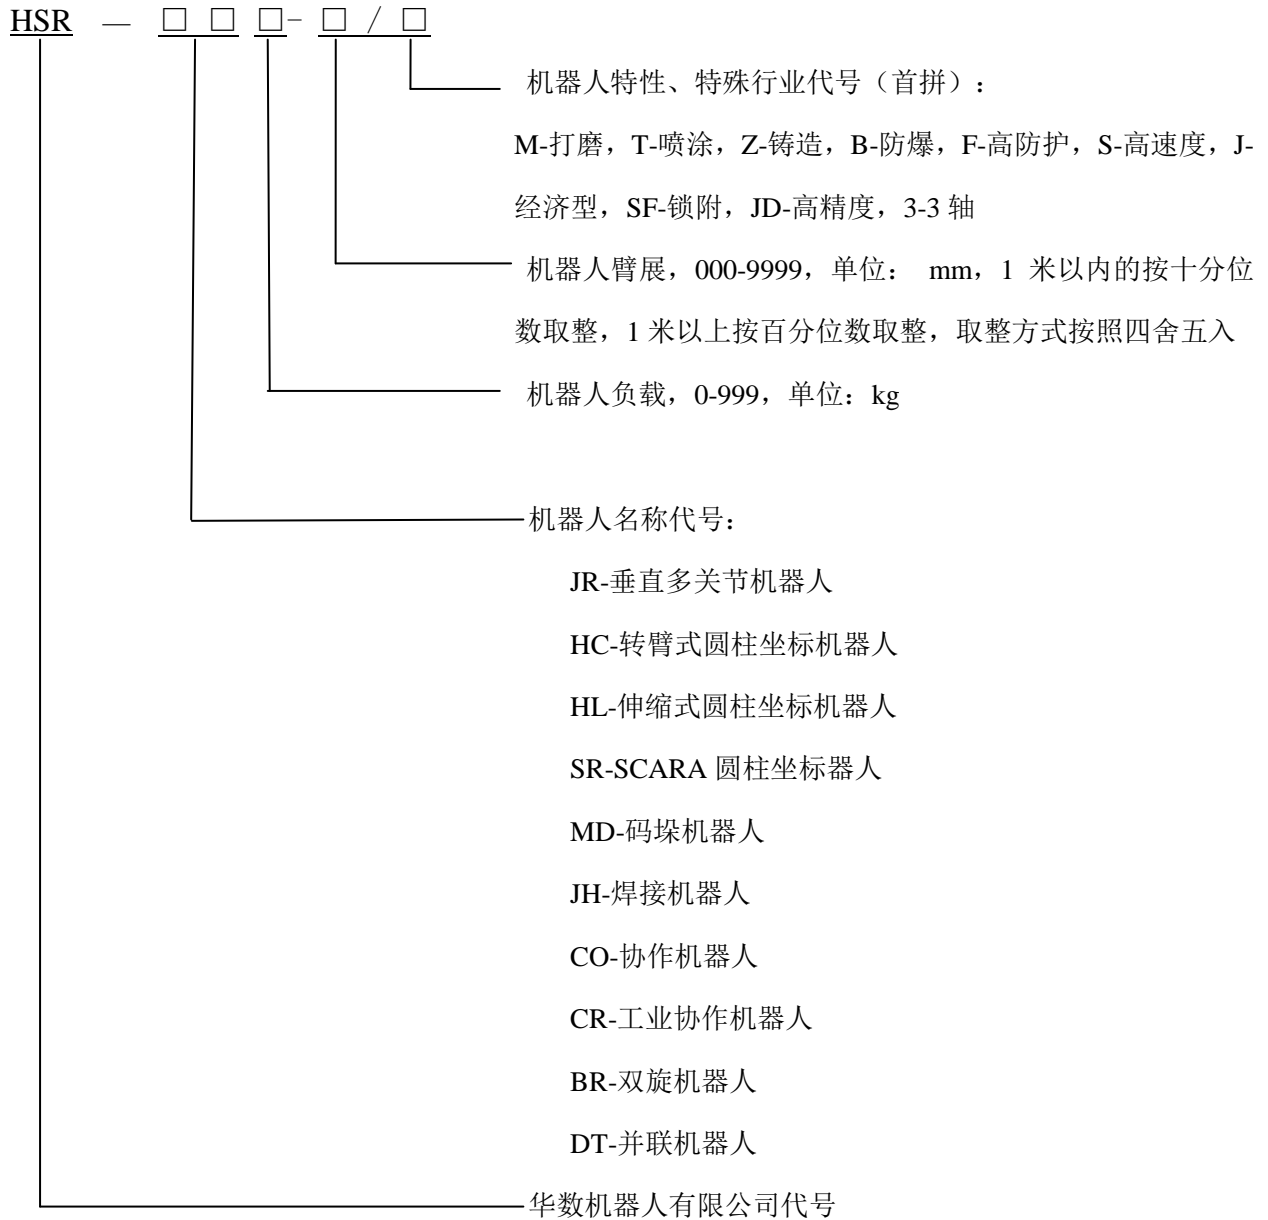 HSR — □ □ □- □ / □
机器人特性、特殊行业代号（首拼）：
M-打磨，T-喷涂，Z-铸造，B-防爆，F-高防护，S-高速度，J-
经济型，SF-锁附，JD-高精度，3-3 轴
机器人臂展，000-9999，单位： mm，1 米以内的按十分位
数取整，1 米以上按百分位数取整，取整方式按照四舍五入
机器人负载，0-999，单位：kg
机器人名称代号：
JR-垂直多关节机器人
HC-转臂式圆柱坐标机器人
HL-伸缩式圆柱坐标机器人
SR-SCARA 圆柱坐标器人
MD-码垛机器人
JH-焊接机器人
CO-协作机器人
CR-工业协作机器人
BR-双旋机器人
DT-并联机器人
华数机器人有限公司代号